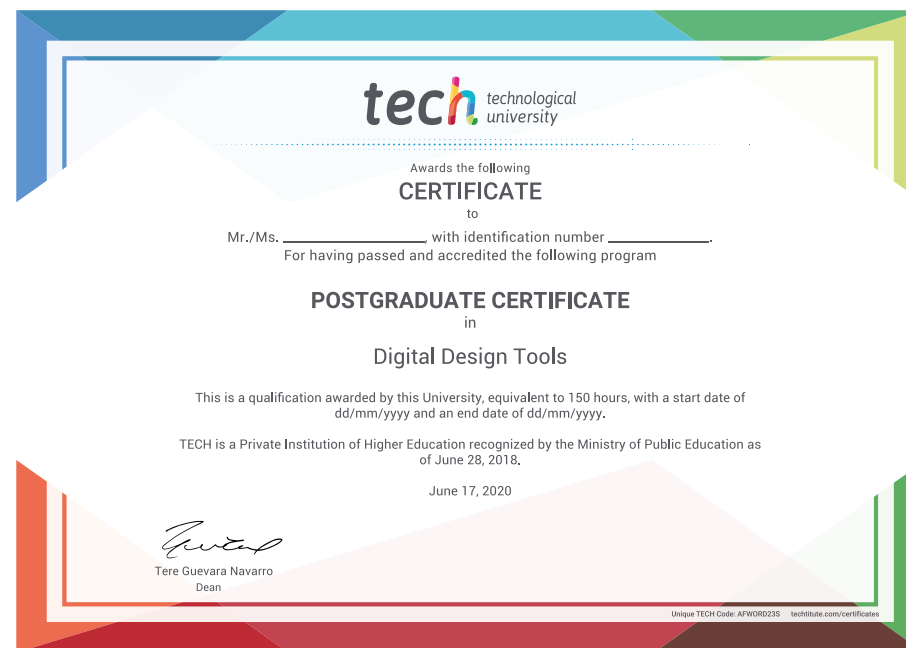 tech technological
university
Awards the following
CERTIFICATE
to
Mr./Ms. ____________, with identification number ____________.
For having passed and accredited the following program
POSTGRADUATE CERTIFICATE
in
Digital Design Tools
This is a qualification awarded by this University, equivalent to 150 hours, with a start date of
dd/mm/yyyy and an end date of dd/mm/yyyy.
TECH is a Private Institution of Higher Education recognized by the Ministry of Public Education as
of June 28, 2018.
June 17, 2020
Tere Guevara Navarro
Dean
Unique TECH Code: AFWORD23S techtitute.com/certificates